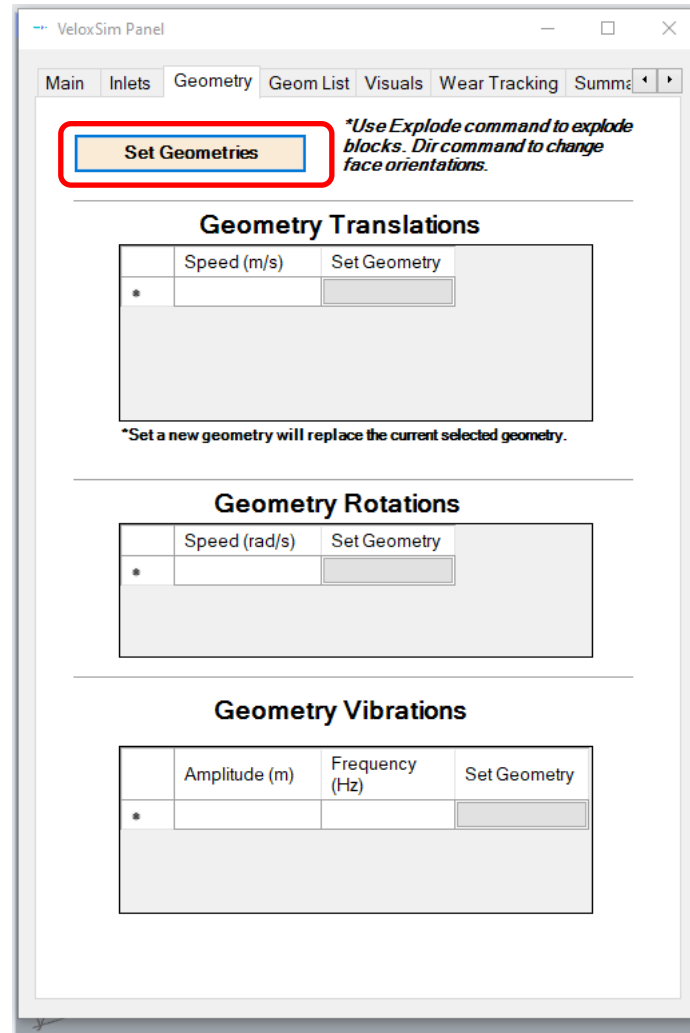 VeloxSim Panel
Main Inlets Geometry Geom List Visuals Wear Tracking Summa
Set Geometries
*Use Explode command to explode
blocks. Dir command to change
face orientations.
Geometry Translations
Speed (m/s) Set Geometry
*
*Set a new geometry will replace the current selected geometry.
Geometry Rotations
Speed (rad/s) Set Geometry
*
Geometry Vibrations
Amplitude (m) Frequency
(Hz) Set Geometry
*